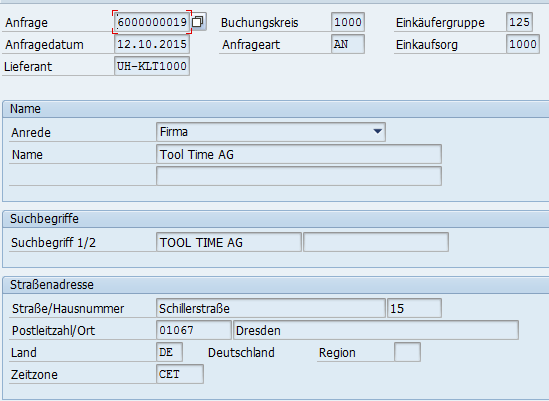 Anfrage 6000000019 Buchungskreis 1000 Einkäufergruppe 125
Anfragedatum 12.10.2015 Anfrageart AN Einkaufsorg 1000
Lieferant UH-KLT1000
Name
Anrede Firma
Name Tool Time AG
Suchbegriffe
Suchbegriff 1/2 TOOL TIME AG
Straßenadresse
Straße/Hausnummer Schillerstraße 15
Postleitzahl/Ort 01067 Dresden
Land DE Deutschland Region
Zeitzone CET